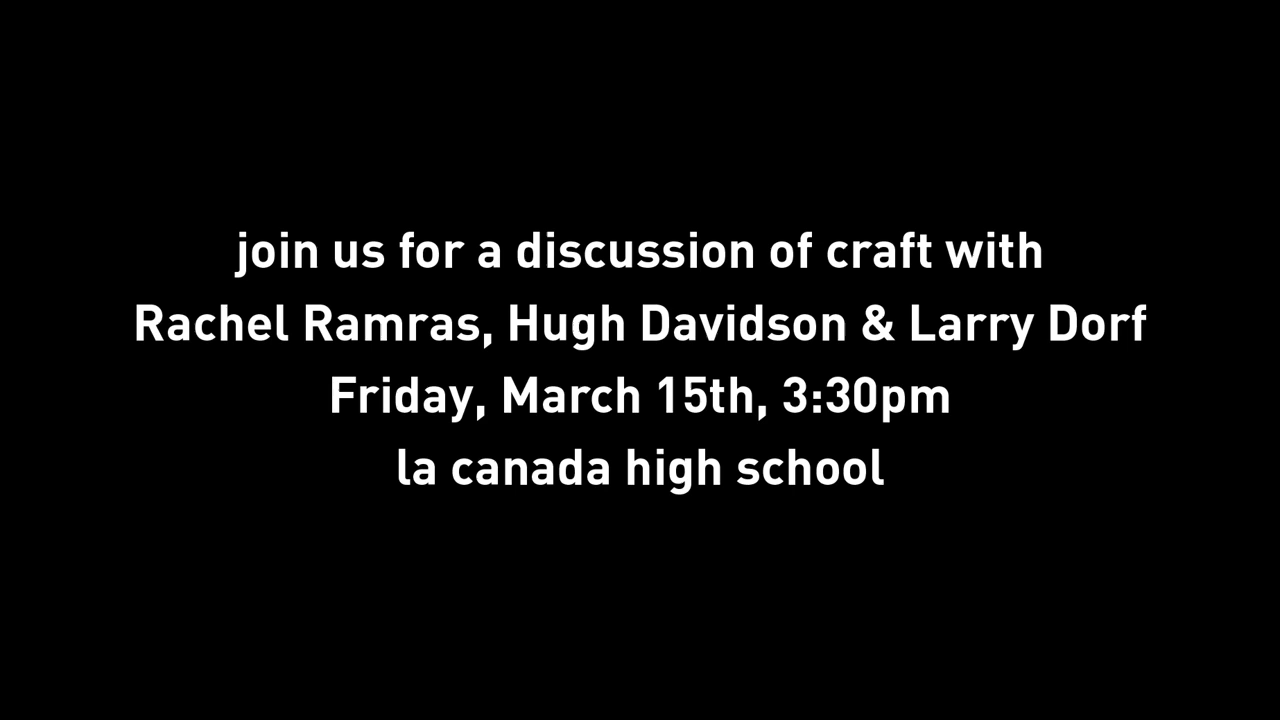 join us for a discussion of craft with
Rachel Ramras, Hugh Davidson & Larry Dorf
Friday, March 15th, 3:30pm
la canada high school